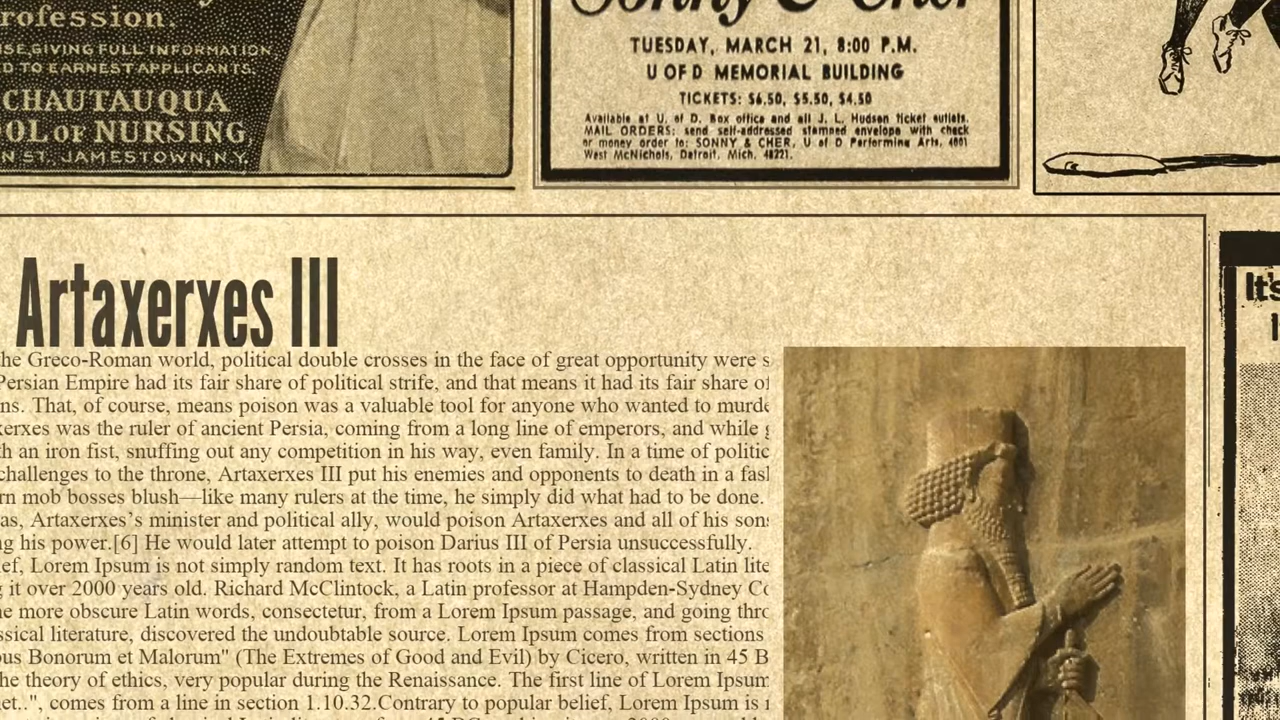 rofession.
ISE, GIVING FULL INFORMATION
D TO EARNEST APPLICANTS.
CHAUTAUQUA
OL OF NURSING
N ST., JAMESTOWN, N.Y.
Sonny & Cher
TUESDAY, MARCH 21, 8:00 P.M.
U OF D MEMORIAL BUILDING
TICKETS: $6.50, $5.50, $4.50
Available at U. of D. Box office and all J. L. Hudson ticket outlets.
MAIL ORDERS: send self-addressed stamped envelope with check
or money order to: SONNY & CHER, U of D Performing Arts, 4001
West McNichols, Detroit, Mich. 48221.
It's
Artaxerxes III
he Greco-Roman world, political double crosses in the face of great opportunity were s
Persian Empire had its fair share of political strife, and that means it had its fair share of
ns. That, of course, means poison was a valuable tool for anyone who wanted to murde
xerxes was the ruler of ancient Persia, coming from a long line of emperors, and while g
th an iron fist, snuffing out any competition in his way, even family. In a time of politic
challenges to the throne, Artaxerxes III put his enemies and opponents to death in a fash
rn mob bosses blush—like many rulers at the time, he simply did what had to be done.
as, Artaxerxes's minister and political ally, would poison Artaxerxes and all of his sons
ng his power.[6] He would later attempt to poison Darius III of Persia unsuccessfully.
ef, Lorem Ipsum is not simply random text. It has roots in a piece of classical Latin lite
g it over 2000 years old. Richard McClintock, a Latin professor at Hampden-Sydney Co
he more obscure Latin words, consectetur, from a Lorem Ipsum passage, and going thro
ssical literature, discovered the undoubtable source. Lorem Ipsum comes from sections
ous Bonorum et Malorum" (The Extremes of Good and Evil) by Cicero, written in 45 B
he theory of ethics, very popular during the Renaissance. The first line of Lorem Ipsum
et..", comes from a line in section 1.10.32.Contrary to popular belief, Lorem Ipsum is n